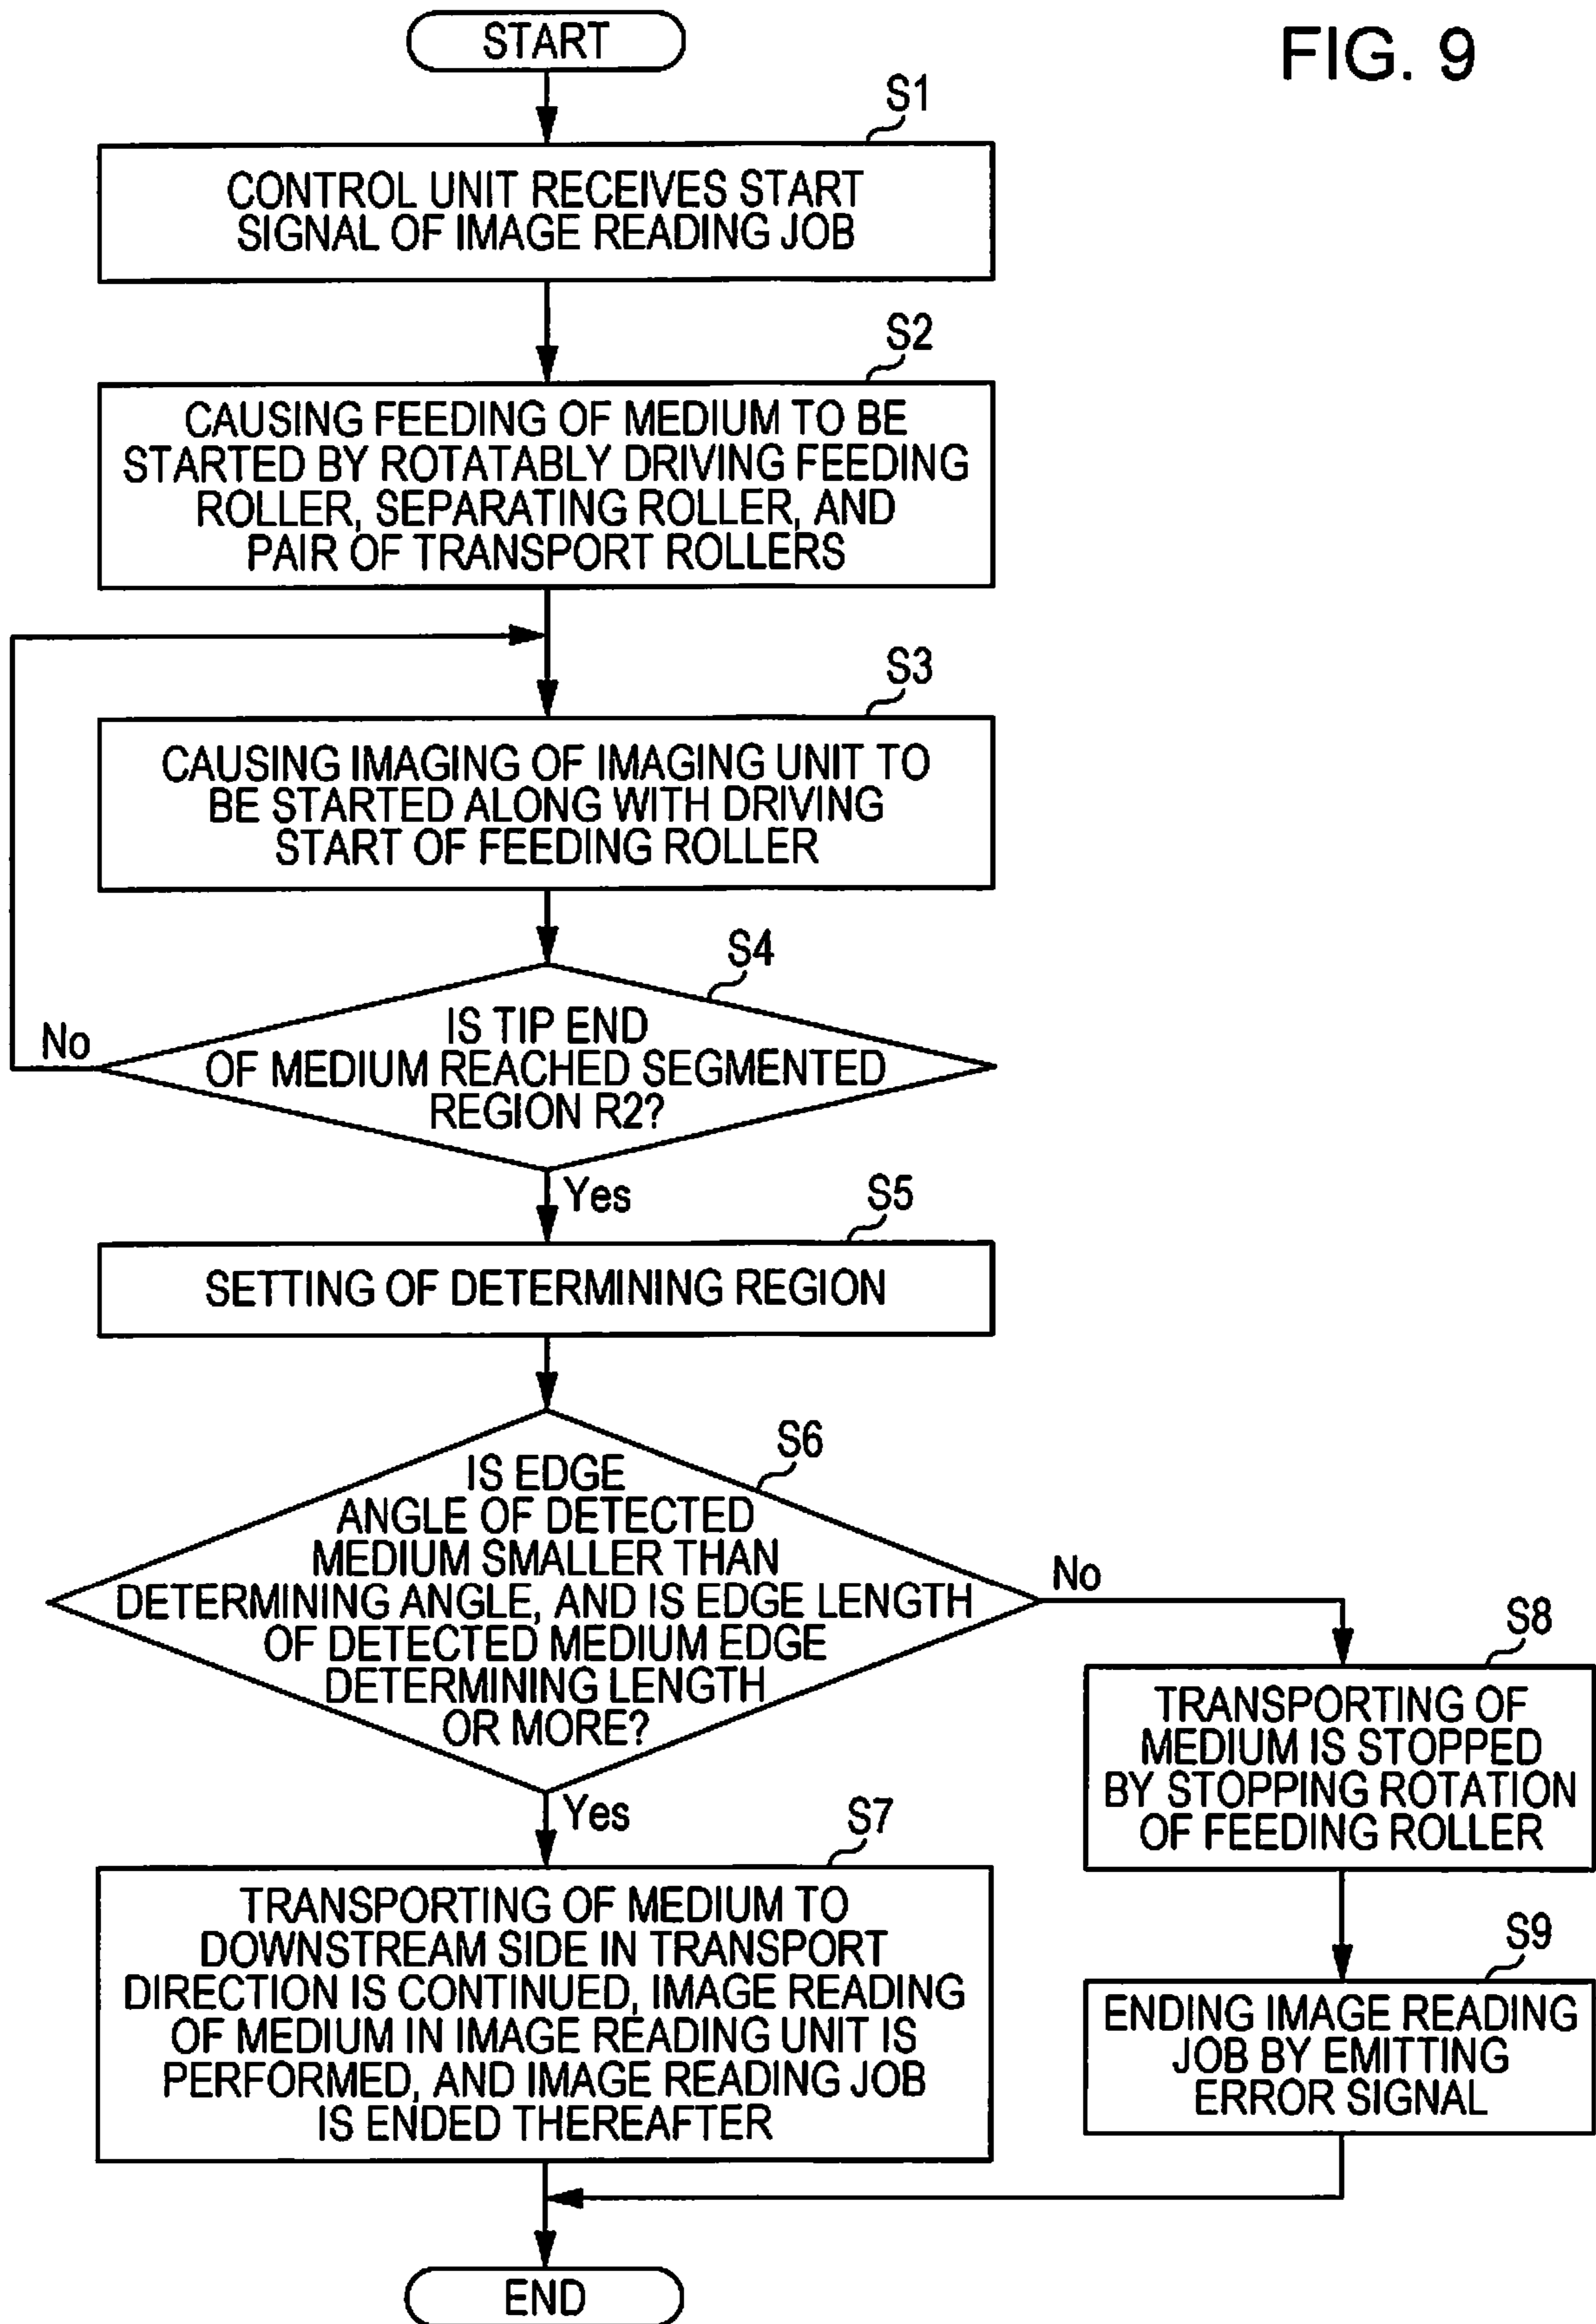 FIG. 9
START
S1
CONTROL UNIT RECEIVES START
SIGNAL OF IMAGE READING JOB
S2
CAUSING FEEDING OF MEDIUM TO BE
STARTED BY ROTATABLY DRIVING FEEDING
ROLLER, SEPARATING ROLLER, AND
PAIR OF TRANSPORT ROLLERS
S3
CAUSING IMAGING OF IMAGING UNIT TO
BE STARTED ALONG WITH DRIVING
START OF FEEDING ROLLER
S4
IS TIP END
OF MEDIUM REACHED SEGMENTED
REGION R2?
No
Yes
S5
SETTING OF DETERMINING REGION
S6
IS EDGE
ANGLE OF DETECTED
MEDIUM SMALLER THAN
DETERMINING ANGLE, AND IS EDGE LENGTH
OF DETECTED MEDIUM EDGE
DETERMINING LENGTH
OR MORE?
No
Yes
S7
TRANSPORTING OF MEDIUM TO
DOWNSTREAM SIDE IN TRANSPORT
DIRECTION IS CONTINUED, IMAGE READING
OF MEDIUM IN IMAGE READING UNIT IS
PERFORMED, AND IMAGE READING JOB
IS ENDED THEREAFTER
S8
TRANSPORTING OF
MEDIUM IS STOPPED
BY STOPPING ROTATION
OF FEEDING ROLLER
S9
ENDING IMAGE READING
JOB BY EMITTING
ERROR SIGNAL
END